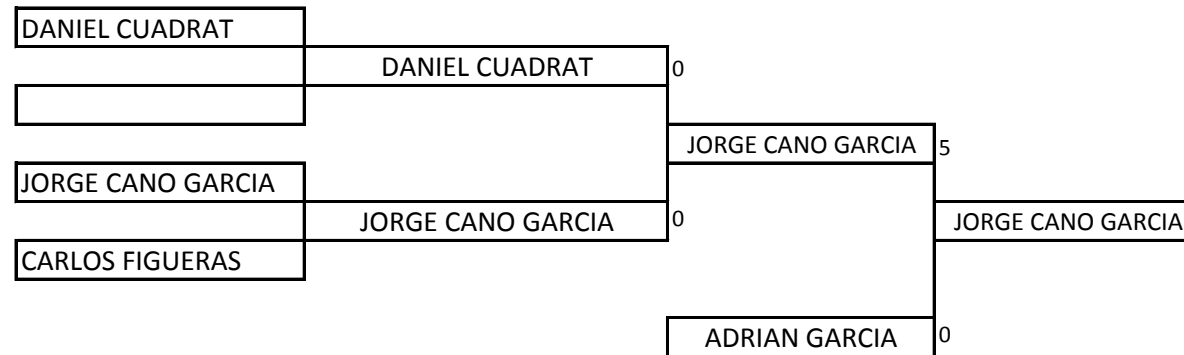 DANIEL CUADRAT
DANIEL CUADRAT 0
JORGE CANO GARCIA 5
JORGE CANO GARCIA
JORGE CANO GARCIA 0
JORGE CANO GARCIA
CARLOS FIGUERAS
ADRIAN GARCIA 0